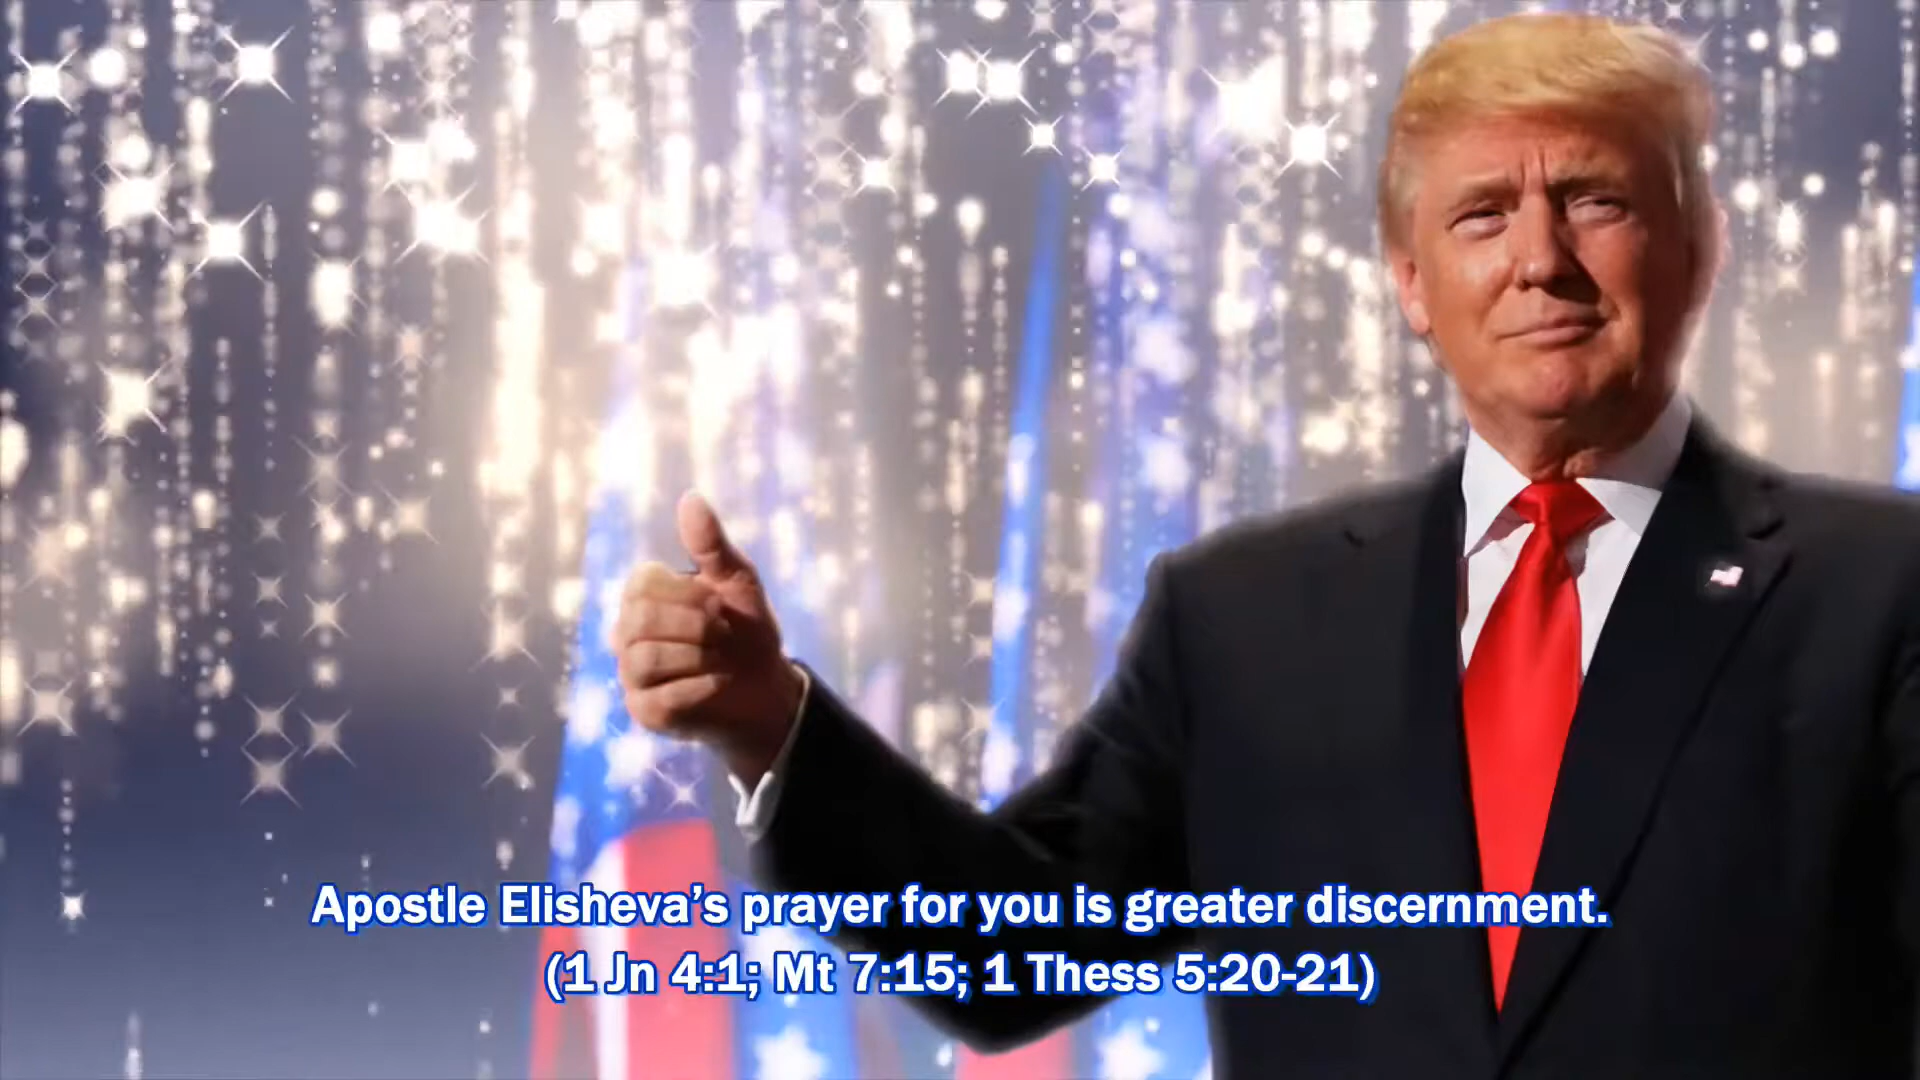 Apostle Elisheva’s prayer for you is greater discernment.
(1 Jn 4:1; Mt 7:15; 1 Thess 5:20-21)